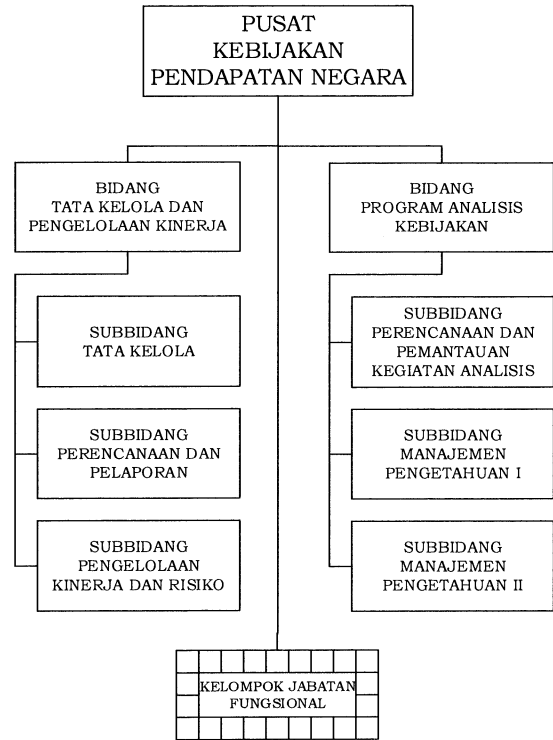 PUSAT
KEBIJAKAN
PENDAPATAN NEGARA
BIDANG
TATA KELOLA DAN
PENGELOLAAN KINERJA
SUBBIDANG
TATA KELOLA
SUBBIDANG
PERENCANAAN DAN
PELAPORAN
SUBBIDANG
PENGELOLAAN
KINERJA DAN RISIKO
BIDANG
PROGRAM ANALISIS
KEBIJAKAN
SUBBIDANG
PERENCANAAN DAN
PEMANTAUAN
KEGIATAN ANALISIS
SUBBIDANG
MANAJEMEN
PENGETAHUAN I
SUBBIDANG
MANAJEMEN
PENGETAHUAN II
KELOMPOK JABATAN
FUNGSIONAL